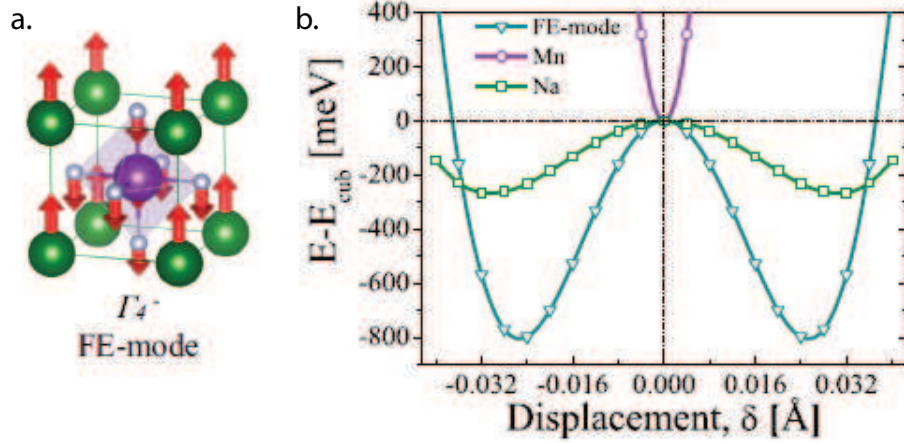 a.
Γ₄⁻
FE-mode
b.
400
200
0
-200
-400
-600
-800
E-E_cub [meV]
FE-mode
Mn
Na
-0.032 -0.016 0.000 0.016 0.032
Displacement, δ [Å]